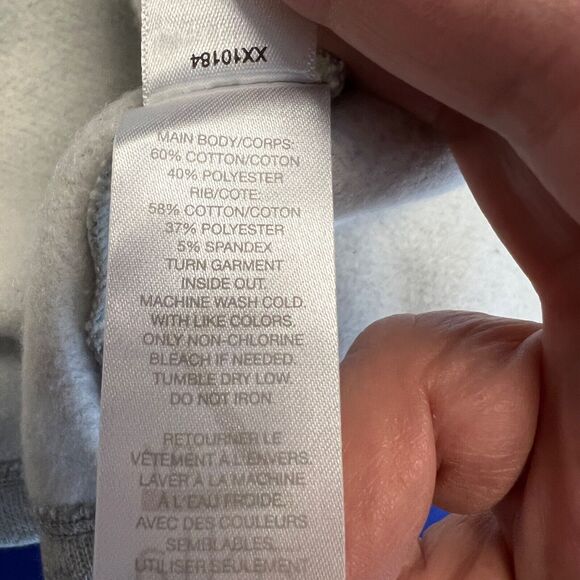 XX10184
MAIN BODY/CORPS:
60% COTTON/COTON
40% POLYESTER
RIB/COTE:
58% COTTON/COTON
37% POLYESTER
5% SPANDEX
TURN GARMENT
INSIDE OUT.
MACHINE WASH COLD
WITH LIKE COLORS.
ONLY NON-CHLORINE
BLEACH IF NEEDED.
TUMBLE DRY LOW.
DO NOT IRON.
RETOURNER LE
VÊTEMENT À L'ENVERS.
LAVER À LA MACHINE
À L'EAU FROIDE
AVEC DES COULEURS
SEMBLABLES.
UTILISER SEULEMENT